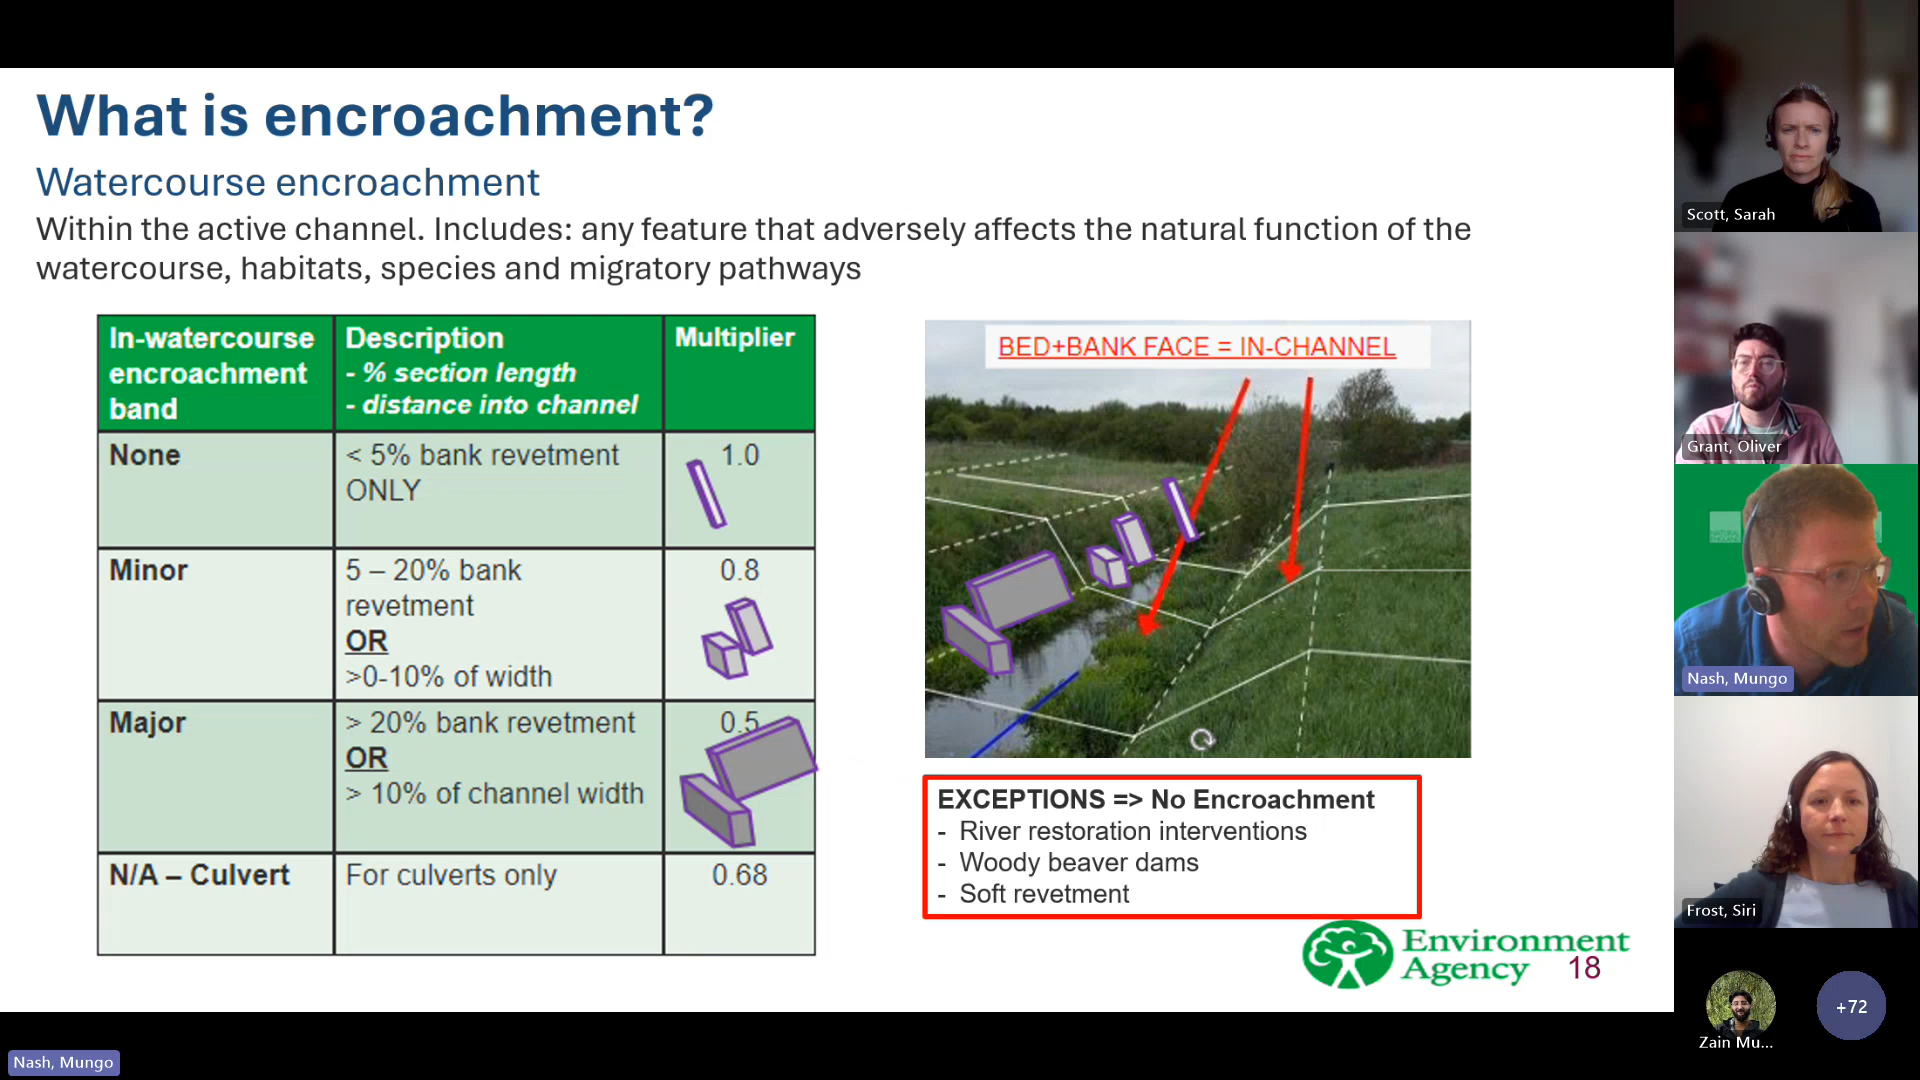 What is encroachment?
Watercourse encroachment
Within the active channel. Includes: any feature that adversely affects the natural function of the
watercourse, habitats, species and migratory pathways
In-watercourse
encroachment
band
Description
- % section length
- distance into channel
Multiplier
None
< 5% bank revetment
ONLY
1.0
Minor
5 – 20% bank
revetment
OR
>0-10% of width
0.8
Major
> 20% bank revetment
OR
> 10% of channel width
0.5
N/A – Culvert
For culverts only
0.68
BED+BANK FACE = IN-CHANNEL
EXCEPTIONS => No Encroachment
- River restoration interventions
- Woody beaver dams
- Soft revetment
Environment
Agency
18
Scott, Sarah
Grant, Oliver
Nash, Mungo
Frost, Siri
Zain Mu...
+72
Nash, Mungo